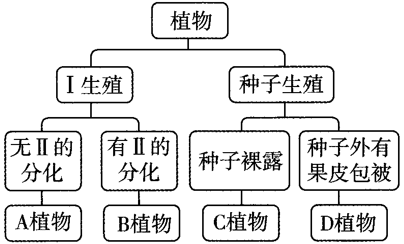 植物
Ⅰ生殖
种子生殖
无Ⅱ的
分化
有Ⅱ的
分化
种子裸露
种子外有
果皮包被
A植物
B植物
C植物
D植物